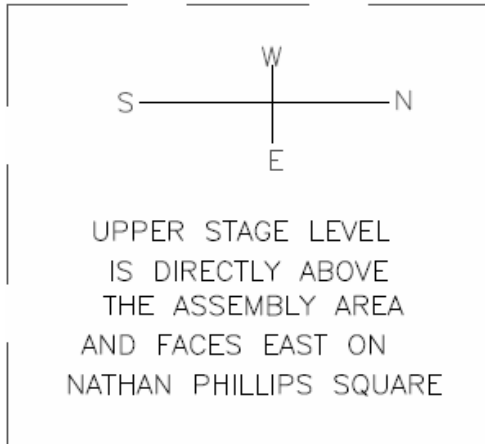 W
S N
E
UPPER STAGE LEVEL
IS DIRECTLY ABOVE
THE ASSEMBLY AREA
AND FACES EAST ON
NATHAN PHILLIPS SQUARE